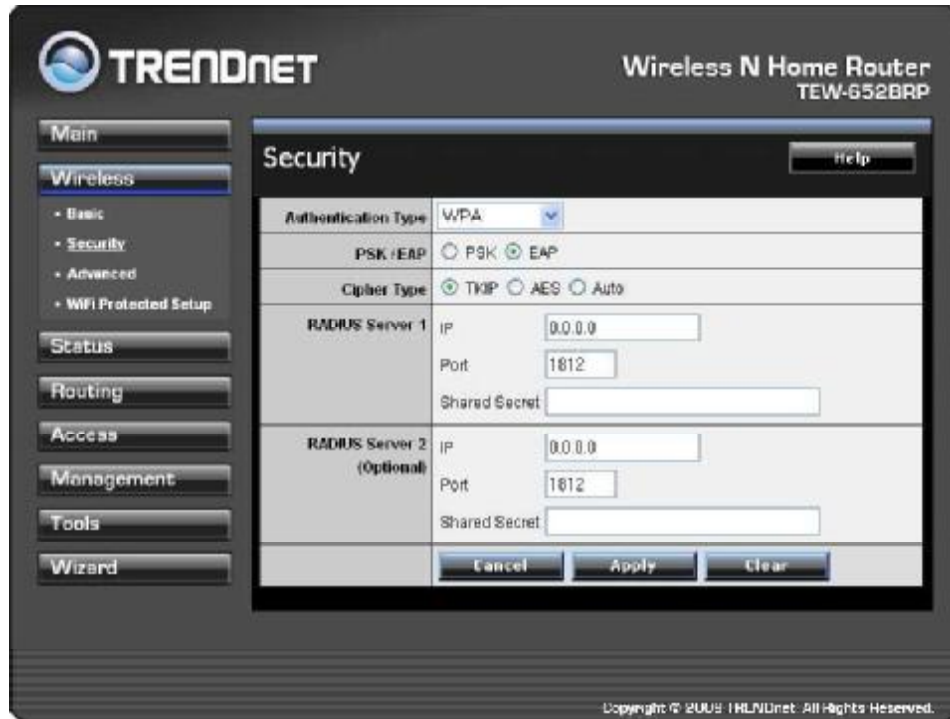 TRENDNET
Wireless N Home Router
TEW-652BRP
Main
Wireless
• Basic
• Security
• Advanced
• WiFi Protected Setup
Status
Routing
Access
Management
Tools
Wizard
Security
Help
Authentication Type WPA
PSK / EAP PSK EAP
Cipher Type TKIP AES Auto
RADIUS Server 1 IP 0.0.0.0
Port 1812
Shared Secret
RADIUS Server 2 IP 0.0.0.0
(Optional)
Port 1812
Shared Secret
Cancel Apply Clear
Copyright © 2009 TRENDnet. All Rights Reserved.